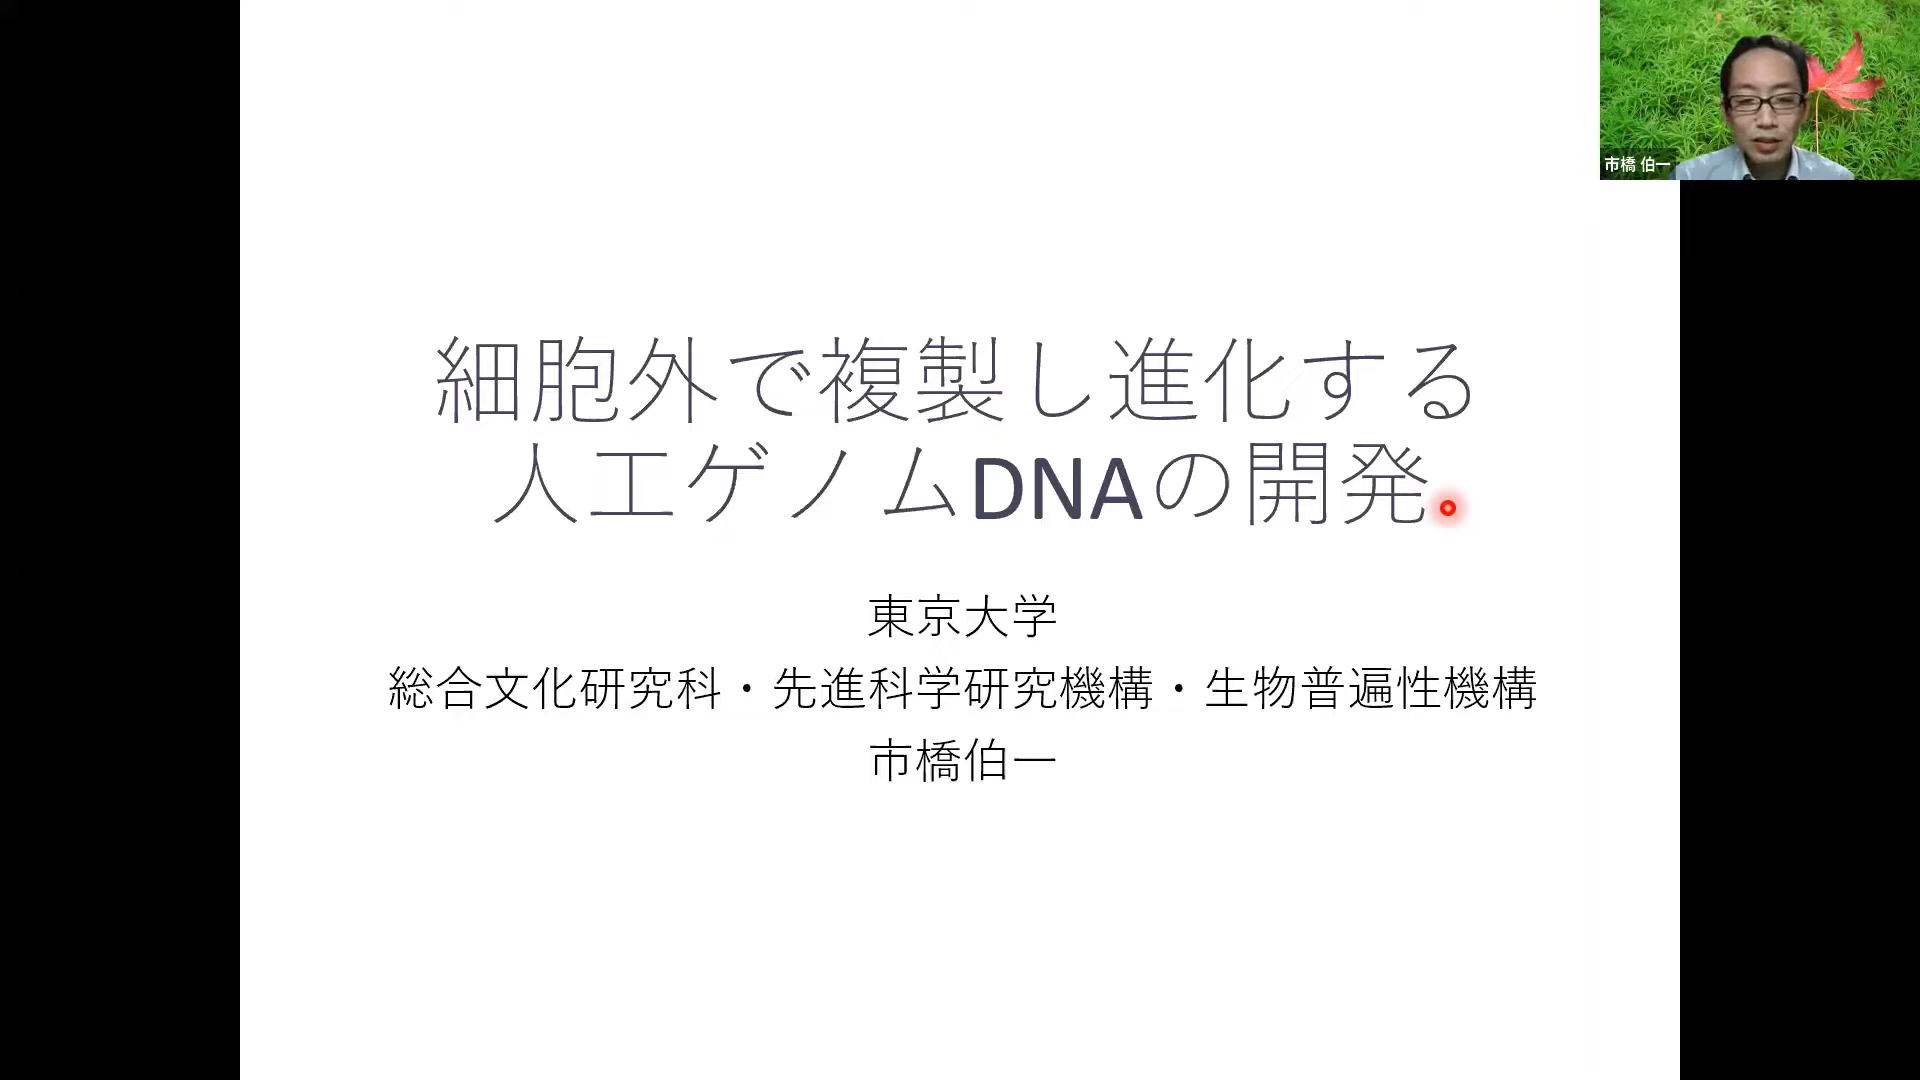 市橋 伯一
細胞外で複製し進化する
人工ゲノムDNAの開発
東京大学
総合文化研究科・先進科学研究機構・生物普遍性機構
市橋伯一